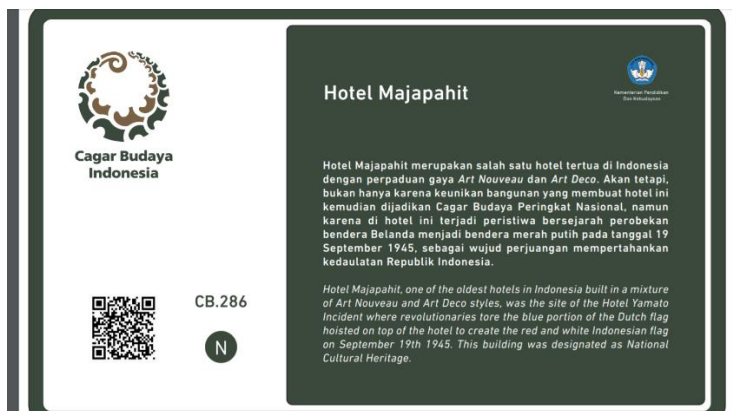 Cagar Budaya
Indonesia
CB.286
N
Hotel Majapahit
Kementerian Pendidikan
Dan Kebudayaan
Hotel Majapahit merupakan salah satu hotel tertua di Indonesia
dengan perpaduan gaya Art Nouveau dan Art Deco. Akan tetapi,
bukan hanya karena keunikan bangunan yang membuat hotel ini
kemudian dijadikan Cagar Budaya Peringkat Nasional, namun
karena di hotel ini terjadi peristiwa bersejarah perobekan
bendera Belanda menjadi bendera merah putih pada tanggal 19
September 1945, sebagai wujud perjuangan mempertahankan
kedaulatan Republik Indonesia.
Hotel Majapahit, one of the oldest hotels in Indonesia built in a mixture
of Art Nouveau and Art Deco styles, was the site of the Hotel Yamato
Incident where revolutionaries tore the blue portion of the Dutch flag
hoisted on top of the hotel to create the red and white Indonesian flag
on September 19th 1945. This building was designated as National
Cultural Heritage.